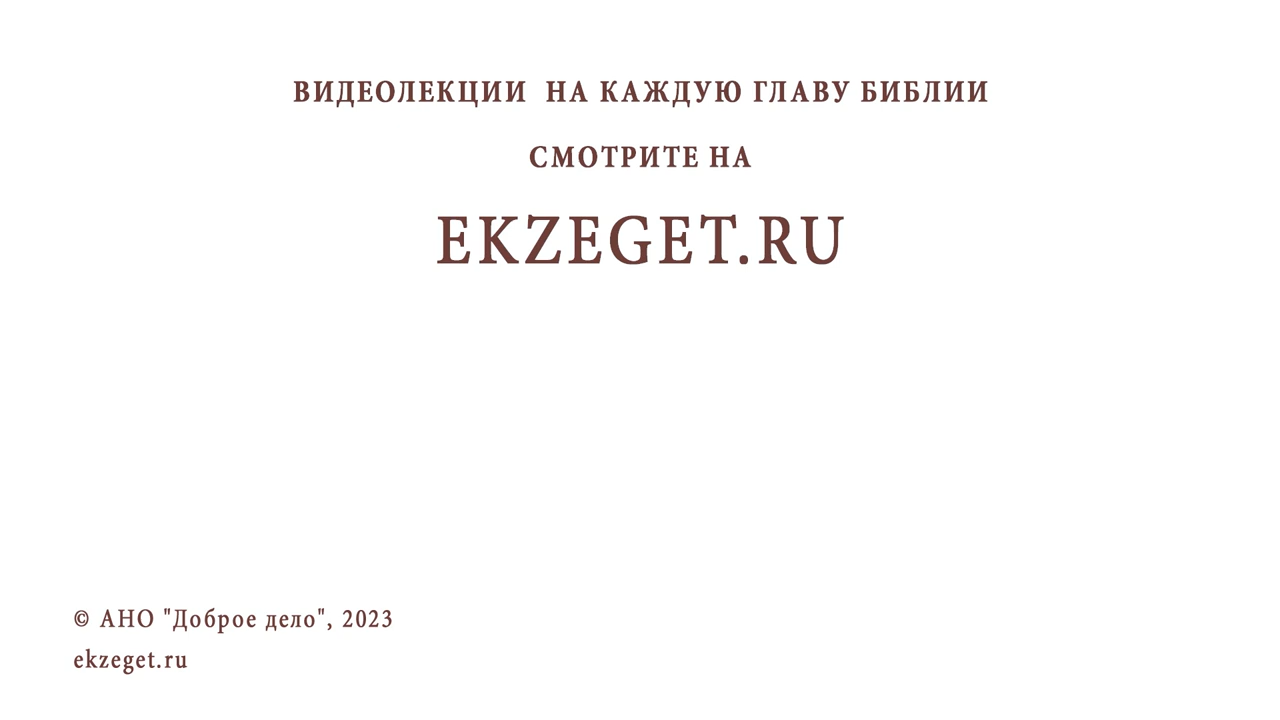 ВИДЕОЛЕКЦИИ НА КАЖДУЮ ГЛАВУ БИБЛИИ
СМОТРИТЕ НА
EKZEGET.RU
© АНО "Доброе дело", 2023
ekzeget.ru